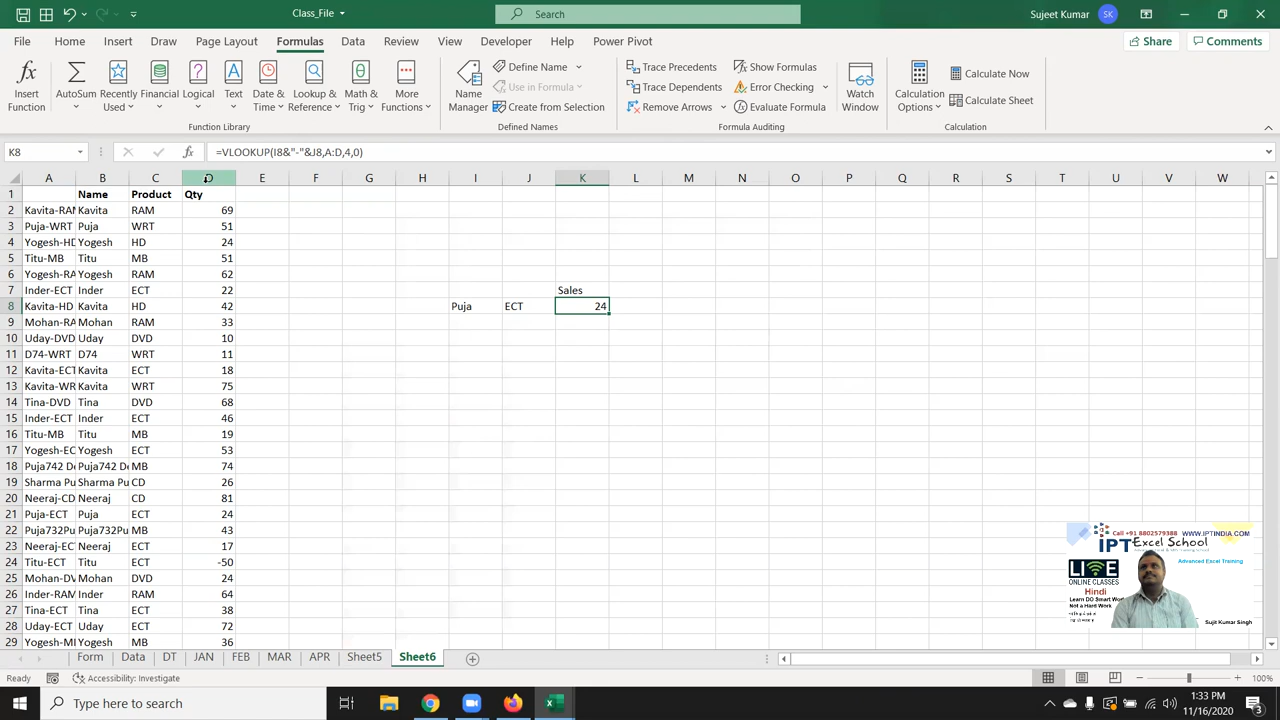 Class_File
Search
Sujeet Kumar SK
File Home Insert Draw Page Layout Formulas Data Review View Developer Help Power Pivot
Share Comments
Insert Function
AutoSum
Recently Used
Financial
Logical
Text
Date & Time
Lookup & Reference
Math & Trig
More Functions
Function Library
Name Manager
Define Name
Use in Formula
Create from Selection
Defined Names
Trace Precedents
Trace Dependents
Remove Arrows
Show Formulas
Error Checking
Evaluate Formula
Formula Auditing
Watch Window
Calculation Options
Calculate Now
Calculate Sheet
Calculation
K8 fx =VLOOKUP(I8&"-"&J8,A:D,4,0)
A B C D E F G H I J K L M N O P Q R S T U V W
1 Name Product Qty
2 Kavita-RAM Kavita RAM 69
3 Puja-WRT Puja WRT 51
4 Yogesh-HD Yogesh HD 24
5 Titu-MB Titu MB 51
6 Yogesh-RA Yogesh RAM 62
7 Inder-ECT Inder ECT 22 Sales
8 Kavita-HD Kavita HD 42 Puja ECT 24
9 Mohan-RA Mohan RAM 33
10 Uday-DVD Uday DVD 10
11 D74-WRT D74 WRT 11
12 Kavita-ECT Kavita ECT 18
13 Kavita-WR Kavita WRT 75
14 Tina-DVD Tina DVD 68
15 Inder-ECT Inder ECT 46
16 Titu-MB Titu MB 19
17 Yogesh-EC Yogesh ECT 53
18 Puja742 De Puja742 De MB 74
19 Sharma Pu Sharma Pu CD 26
20 Neeraj-CD Neeraj CD 81
21 Puja-ECT Puja ECT 24
22 Puja732Pu Puja732Pu MB 43
23 Neeraj-EC Neeraj ECT 17
24 Titu-ECT Titu ECT -50
25 Mohan-DV Mohan DVD 24
26 Inder-RAM Inder RAM 64
27 Tina-ECT Tina ECT 38
28 Uday-ECT Uday ECT 72
29 Yogesh-MI Yogesh MB 36
Call +91 8802579388 WWW.IPTINDIA.COM
IPT Excel School
Advanced Excel Training
LIVE
ONLINE CLASSES
Hindi
Learn DO Smart Wor
Not a Hard Work
Sujit Kumar Singh
Form Data DT JAN FEB MAR APR Sheet5 Sheet6
Ready Accessibility: Investigate 100%
Type here to search
1:33 PM
11/16/2020
3